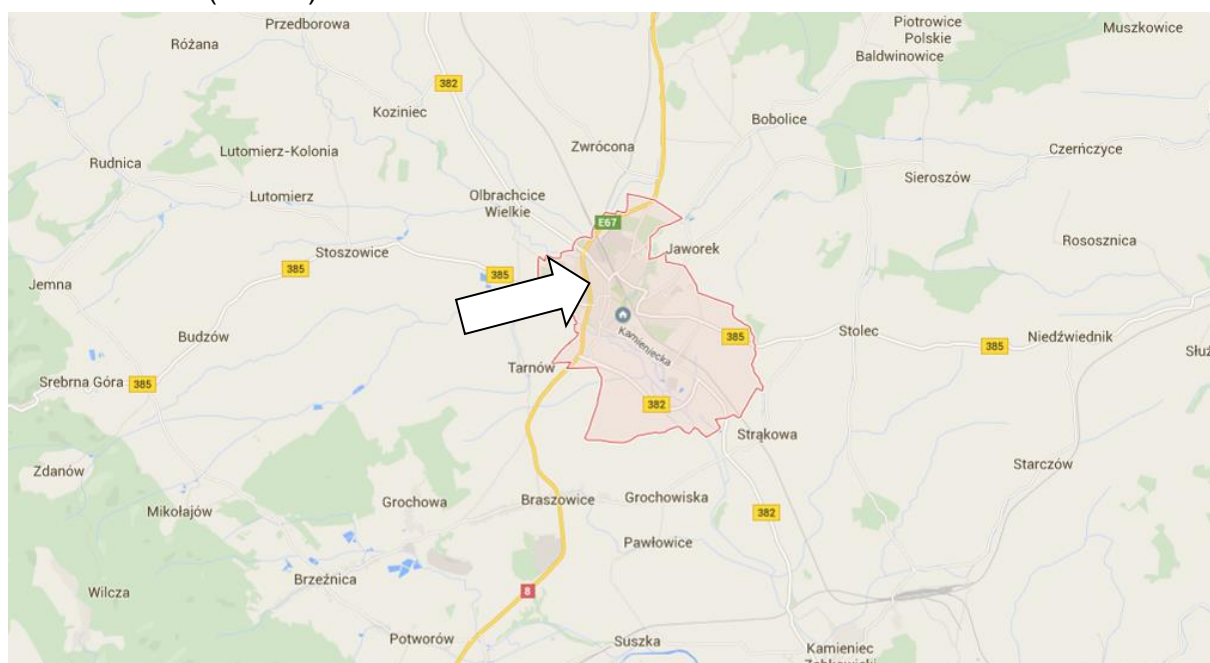 Przedborowa
Piotrowice
Polskie
Muszkowice
Różana
Baldwinowice
382
Koziniec
Bobolice
Zwrócona
Lutomierz-Kolonia
Czerńczyce
Rudnica
Sieroszów
Lutomierz
Olbrachcice
Wielkie
E67
Stoszowice
Jaworek
Rososznica
385
385
Jemna
Budzów
Kamieniecka
385
Stolec
385
Niedźwiednik
Tarnów
Srebrna Góra
385
382
Strąkowa
Zdanów
Starczów
Mikołajów
Grochowa
Braszowice
Grochowiska
382
Pawłowice
Brzeźnica
Wilcza
8
Potworów
Suszka
Kamieniec